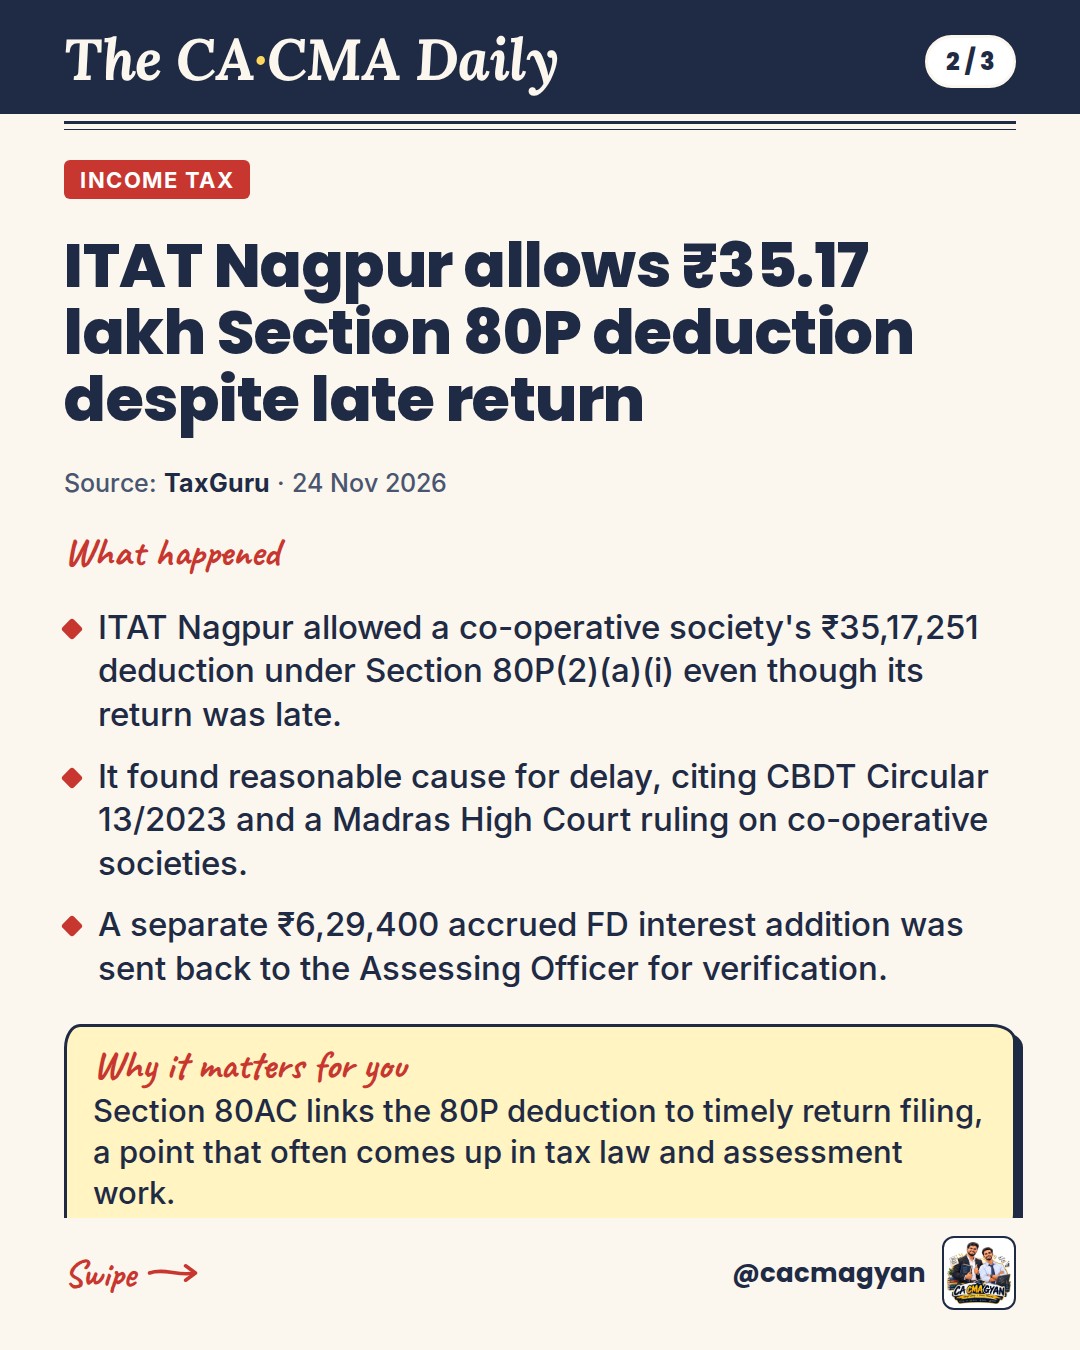 The CA·CMA Daily
2/3
INCOME TAX
ITAT Nagpur allows ₹35.17
lakh Section 80P deduction
despite late return
Source: TaxGuru · 24 Nov 2026
What happened
ITAT Nagpur allowed a co-operative society's ₹35,17,251
deduction under Section 80P(2)(a)(i) even though its
return was late.
It found reasonable cause for delay, citing CBDT Circular
13/2023 and a Madras High Court ruling on co-operative
societies.
A separate ₹6,29,400 accrued FD interest addition was
sent back to the Assessing Officer for verification.
Why it matters for you
Section 80AC links the 80P deduction to timely return filing,
a point that often comes up in tax law and assessment
work.
Swipe
@cacmagyan
CA CMA GYAN